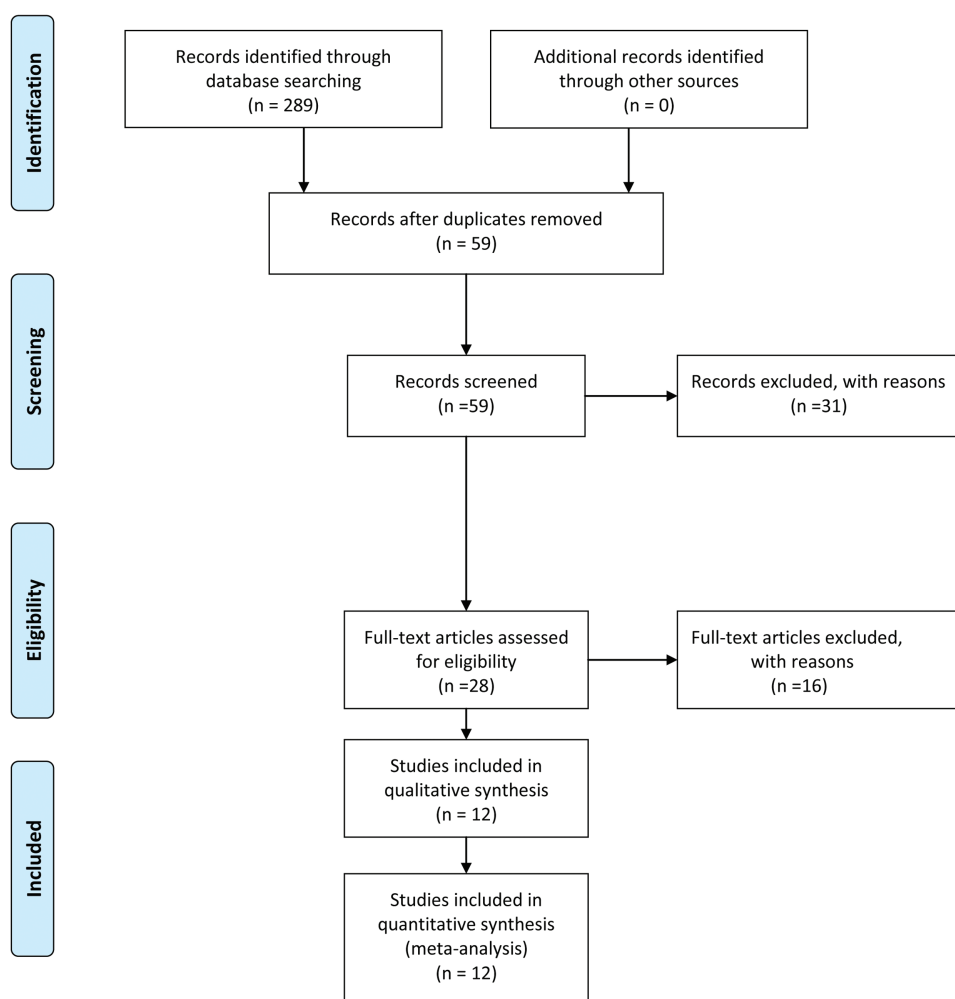 Identification
Records identified through
database searching
(n = 289)
Additional records identified
through other sources
(n = 0)
Records after duplicates removed
(n = 59)
Screening
Records screened
(n =59)
Records excluded, with reasons
(n =31)
Eligibility
Full-text articles assessed
for eligibility
(n =28)
Full-text articles excluded,
with reasons
(n =16)
Included
Studies included in
qualitative synthesis
(n = 12)
Studies included in
quantitative synthesis
(meta-analysis)
(n = 12)